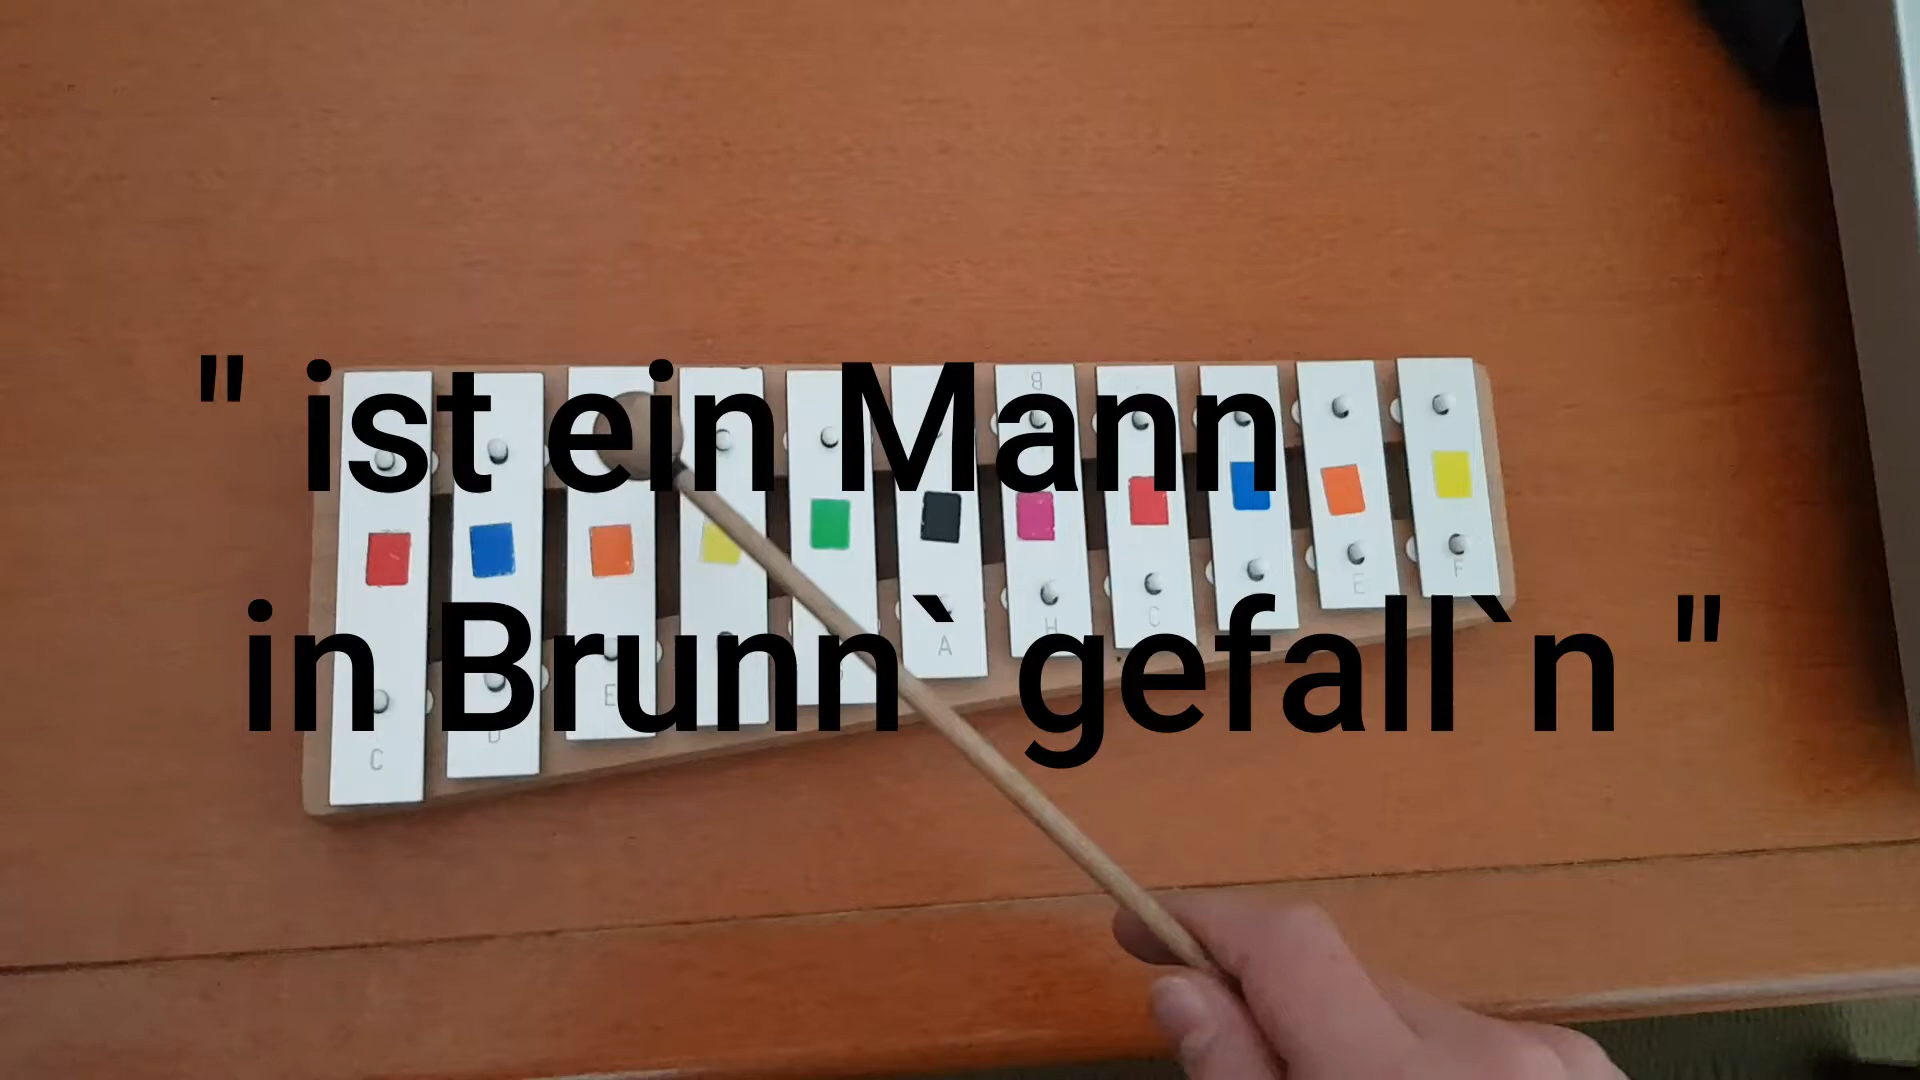 " ist ein Mann
in Brunn` gefall`n "
B
C
D
E
A
H
C
E
F